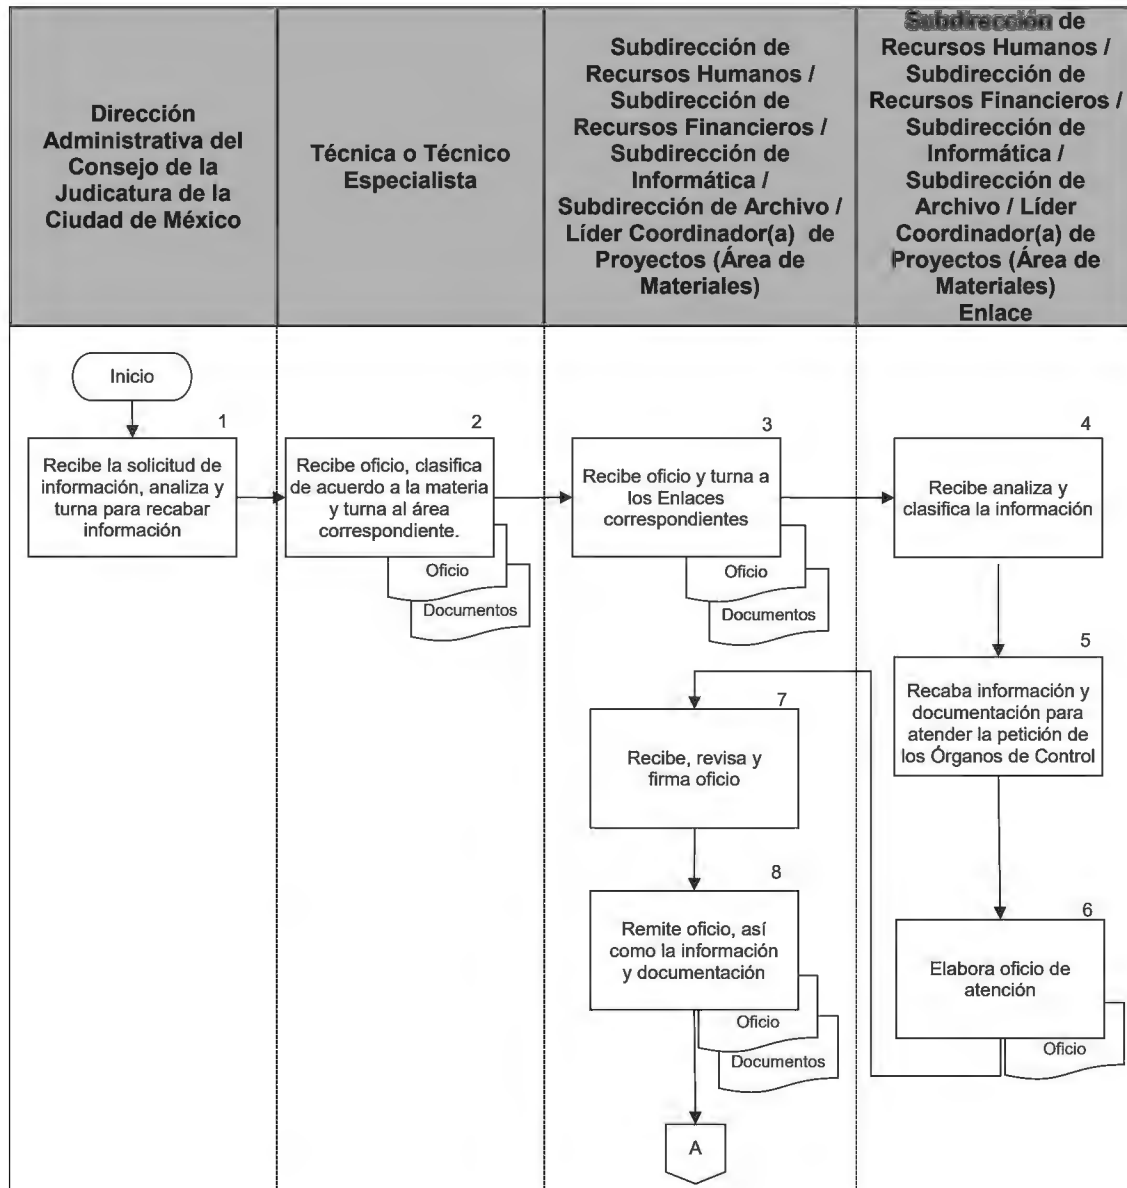 Dirección
Administrativa del
Consejo de la
Judicatura de la
Ciudad de México
Técnica o Técnico
Especialista
Subdirección de
Recursos Humanos /
Subdirección de
Recursos Financieros /
Subdirección de
Informática /
Subdirección de Archivo /
Líder Coordinador(a) de
Proyectos (Área de
Materiales)
Subdirección de
Recursos Humanos /
Subdirección de
Recursos Financieros /
Subdirección de
Informática /
Subdirección de
Archivo / Líder
Coordinador(a) de
Proyectos (Área de
Materiales)
Enlace
Inicio
1
Recibe la solicitud de
información, analiza y
turna para recabar
información
2
Recibe oficio, clasifica
de acuerdo a la materia
y turna al área
correspondiente.
Oficio
Documentos
3
Recibe oficio y turna a
los Enlaces
correspondientes
Oficio
Documentos
4
Recibe analiza y
clasifica la información
5
Recaba información y
documentación para
atender la petición de
los Órganos de Control
6
Elabora oficio de
atención
Oficio
7
Recibe, revisa y
firma oficio
8
Remite oficio, así
como la información
y documentación
Oficio
Documentos
A